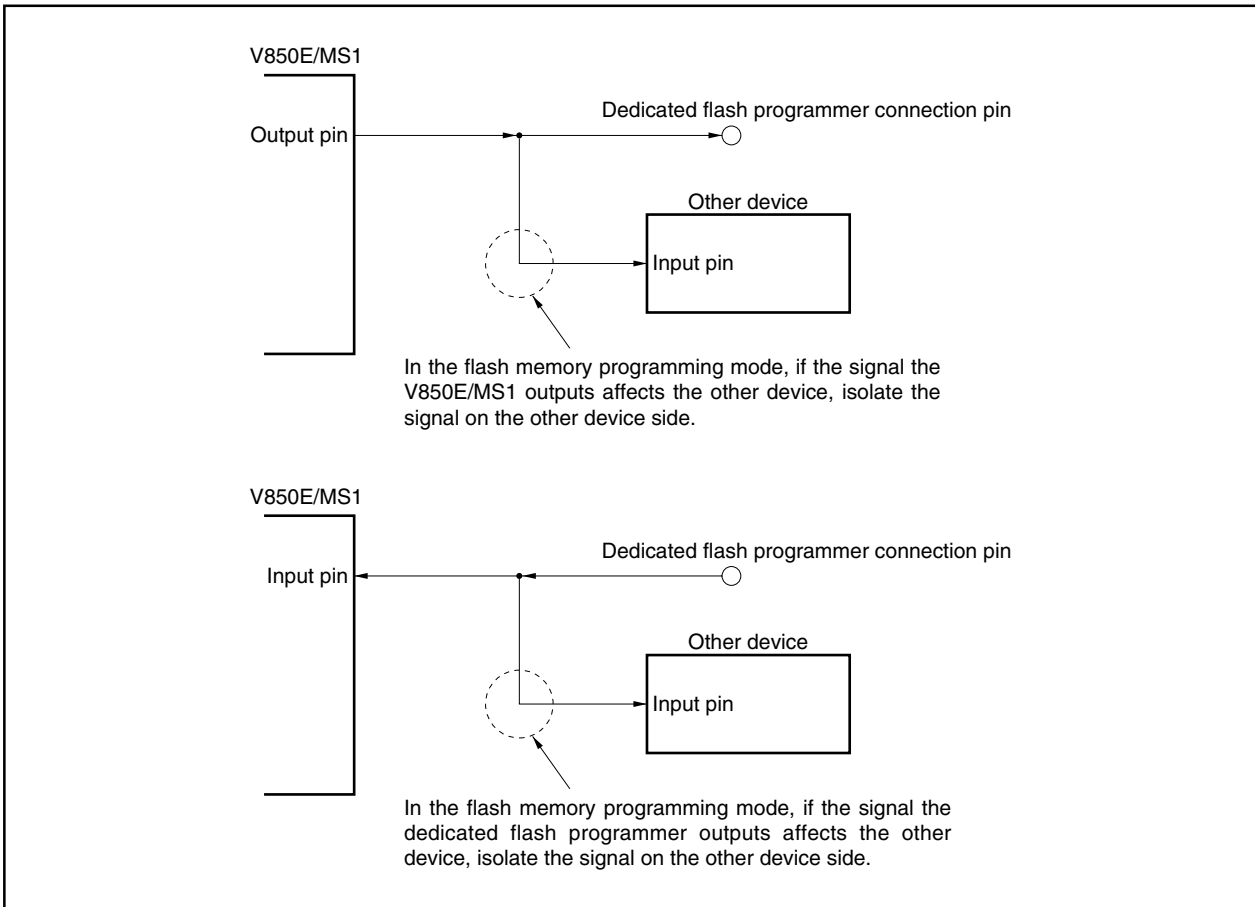 V850E/MS1
Dedicated flash programmer connection pin
Output pin
Other device
Input pin
In the flash memory programming mode, if the signal the
V850E/MS1 outputs affects the other device, isolate the
signal on the other device side.
V850E/MS1
Dedicated flash programmer connection pin
Input pin
Other device
Input pin
In the flash memory programming mode, if the signal the
dedicated flash programmer outputs affects the other
device, isolate the signal on the other device side.